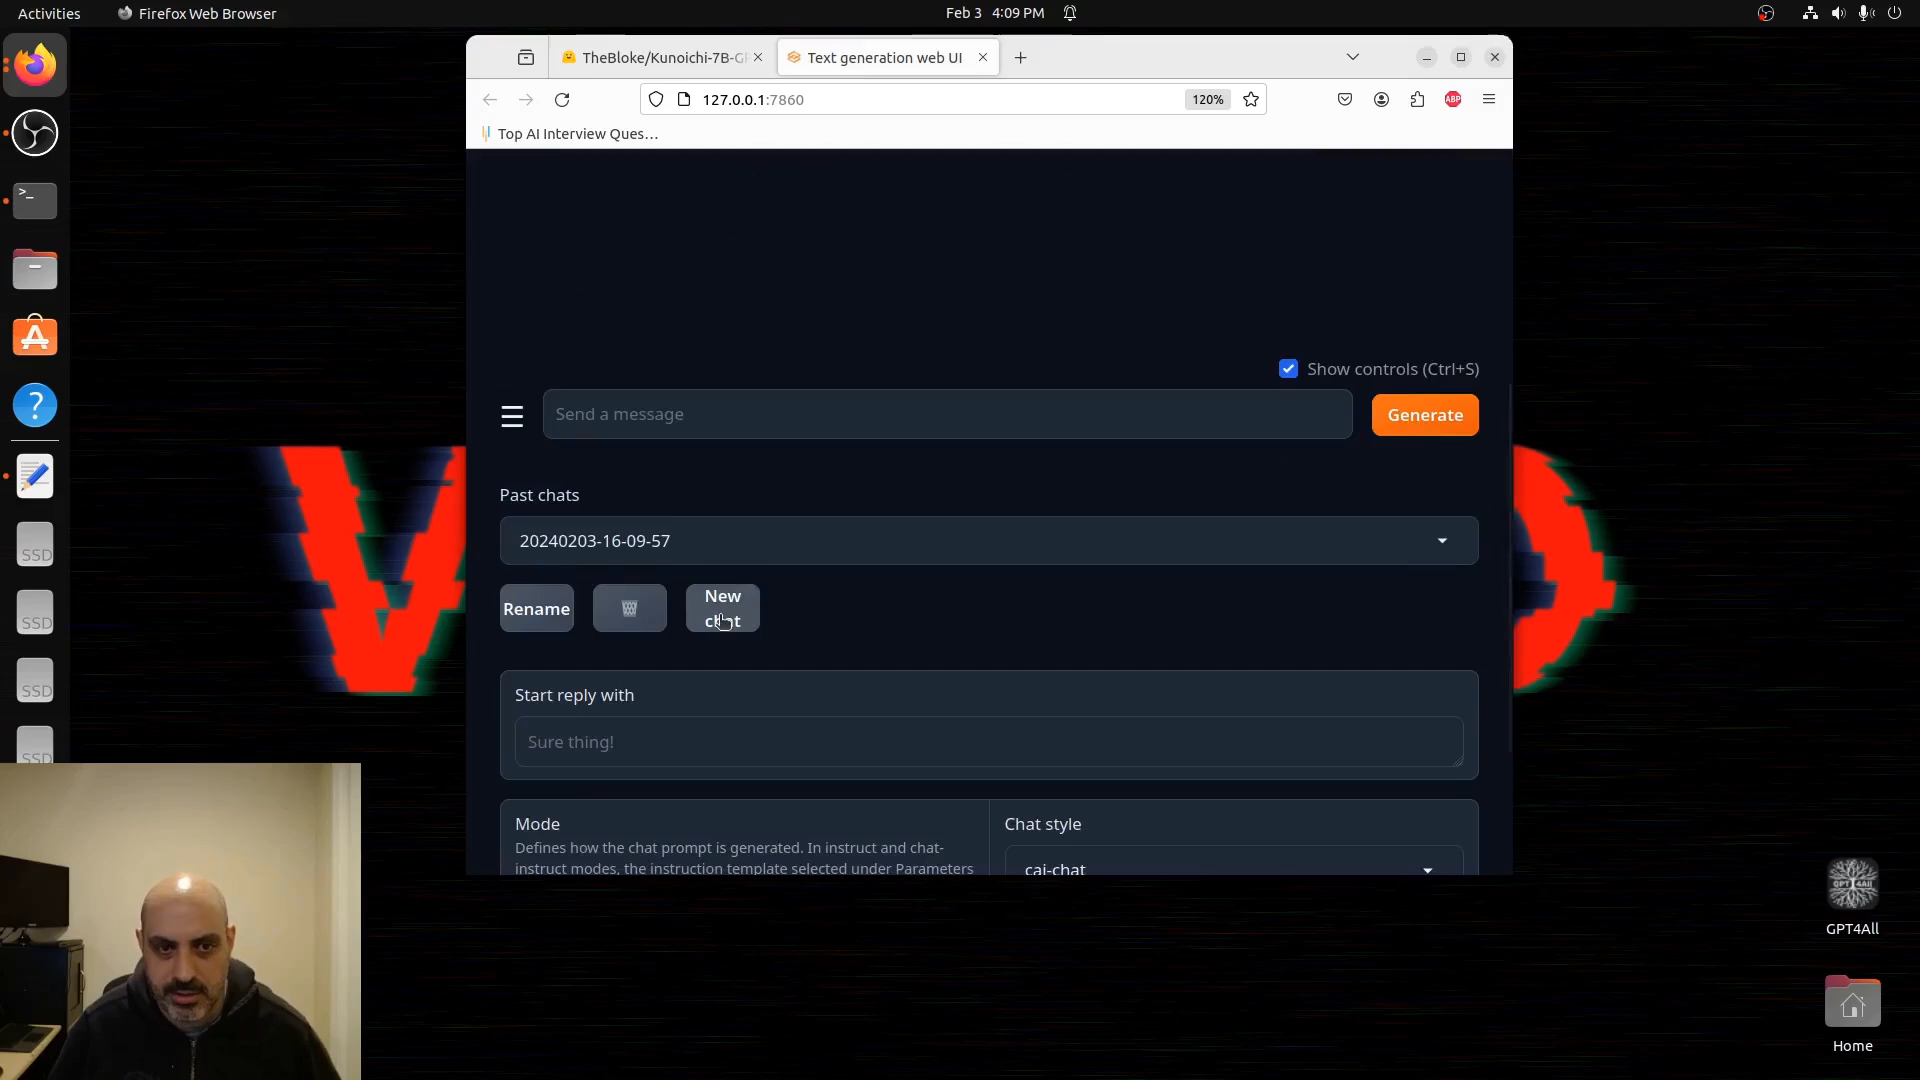 Activities
Firefox Web Browser
Feb 3 4:09 PM
TheBloke/Kunoichi-7B-G
Text generation web UI
127.0.0.1:7860
120%
ABP
Top AI Interview Ques…
Show controls (Ctrl+S)
Send a message
Generate
Past chats
20240203-16-09-57
Rename
New
chat
Start reply with
Sure thing!
Mode
Chat style
Defines how the chat prompt is generated. In instruct and chat-
instruct modes, the instruction template selected under Parameters
cai-chat
SSD
SSD
SSD
SSD
GPT4All
GPT4All
Home